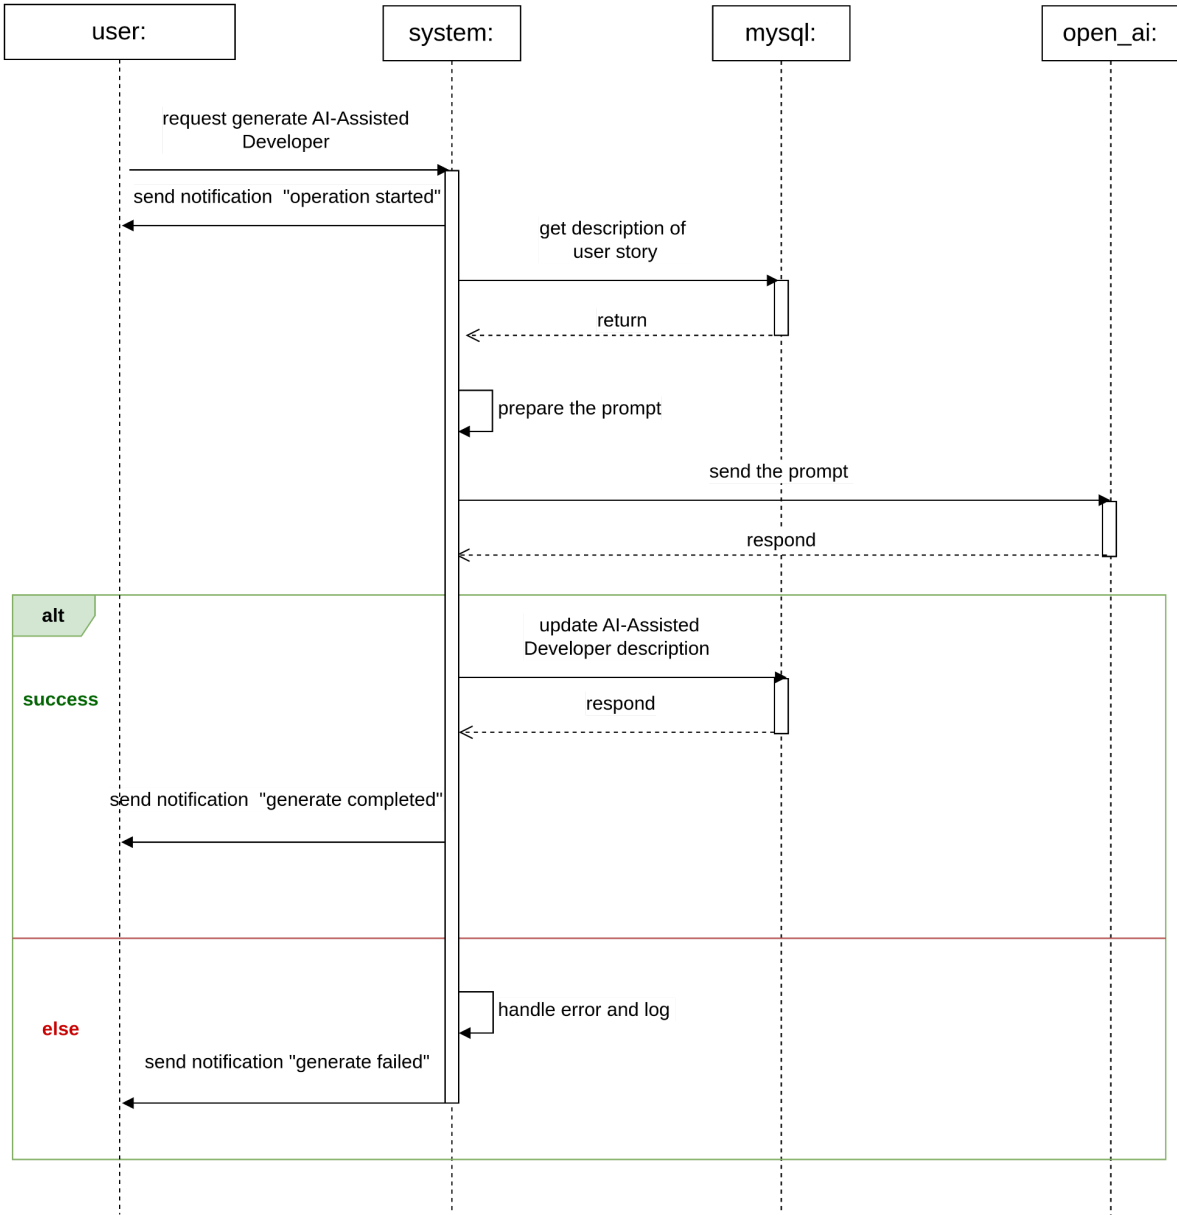 user:
system:
mysql:
open_ai:
request generate AI-Assisted
Developer
send notification  "operation started"
get description of
user story
return
prepare the prompt
send the prompt
respond
alt
update AI-Assisted
Developer description
success
respond
send notification  "generate completed"
handle error and log
else
send notification "generate failed"